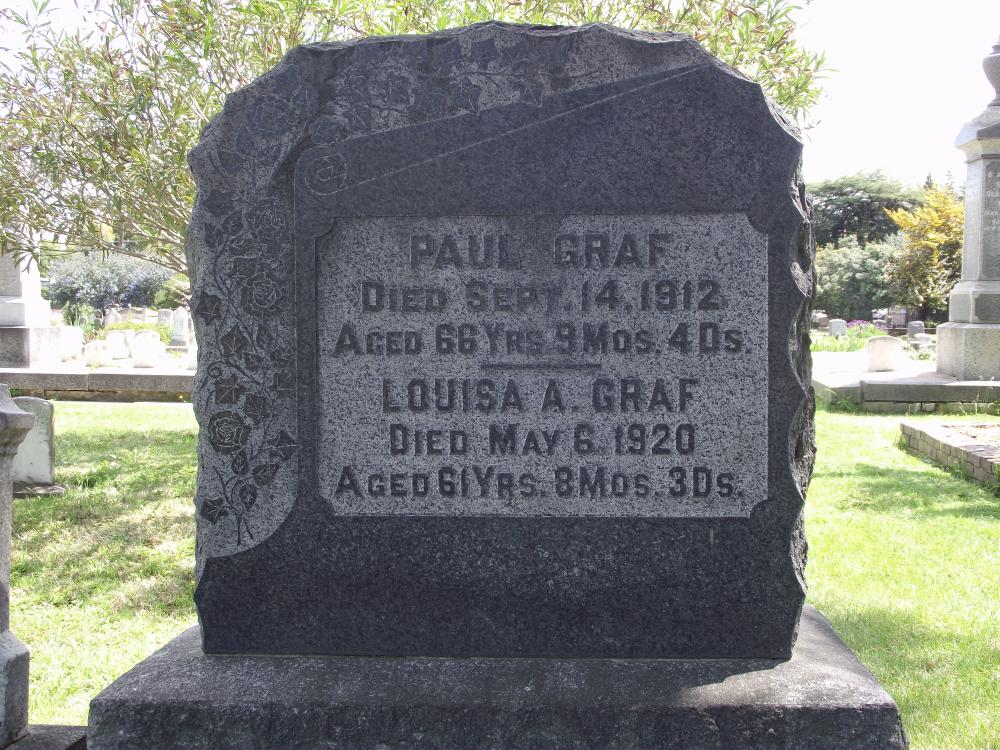 PAUL GRAF
DIED SEPT. 14, 1912
AGED 66 YRS 9 MOS. 4 DS.
LOUISA A. GRAF
DIED MAY 6, 1920
AGED 61 YRS. 8 MOS. 3 DS.